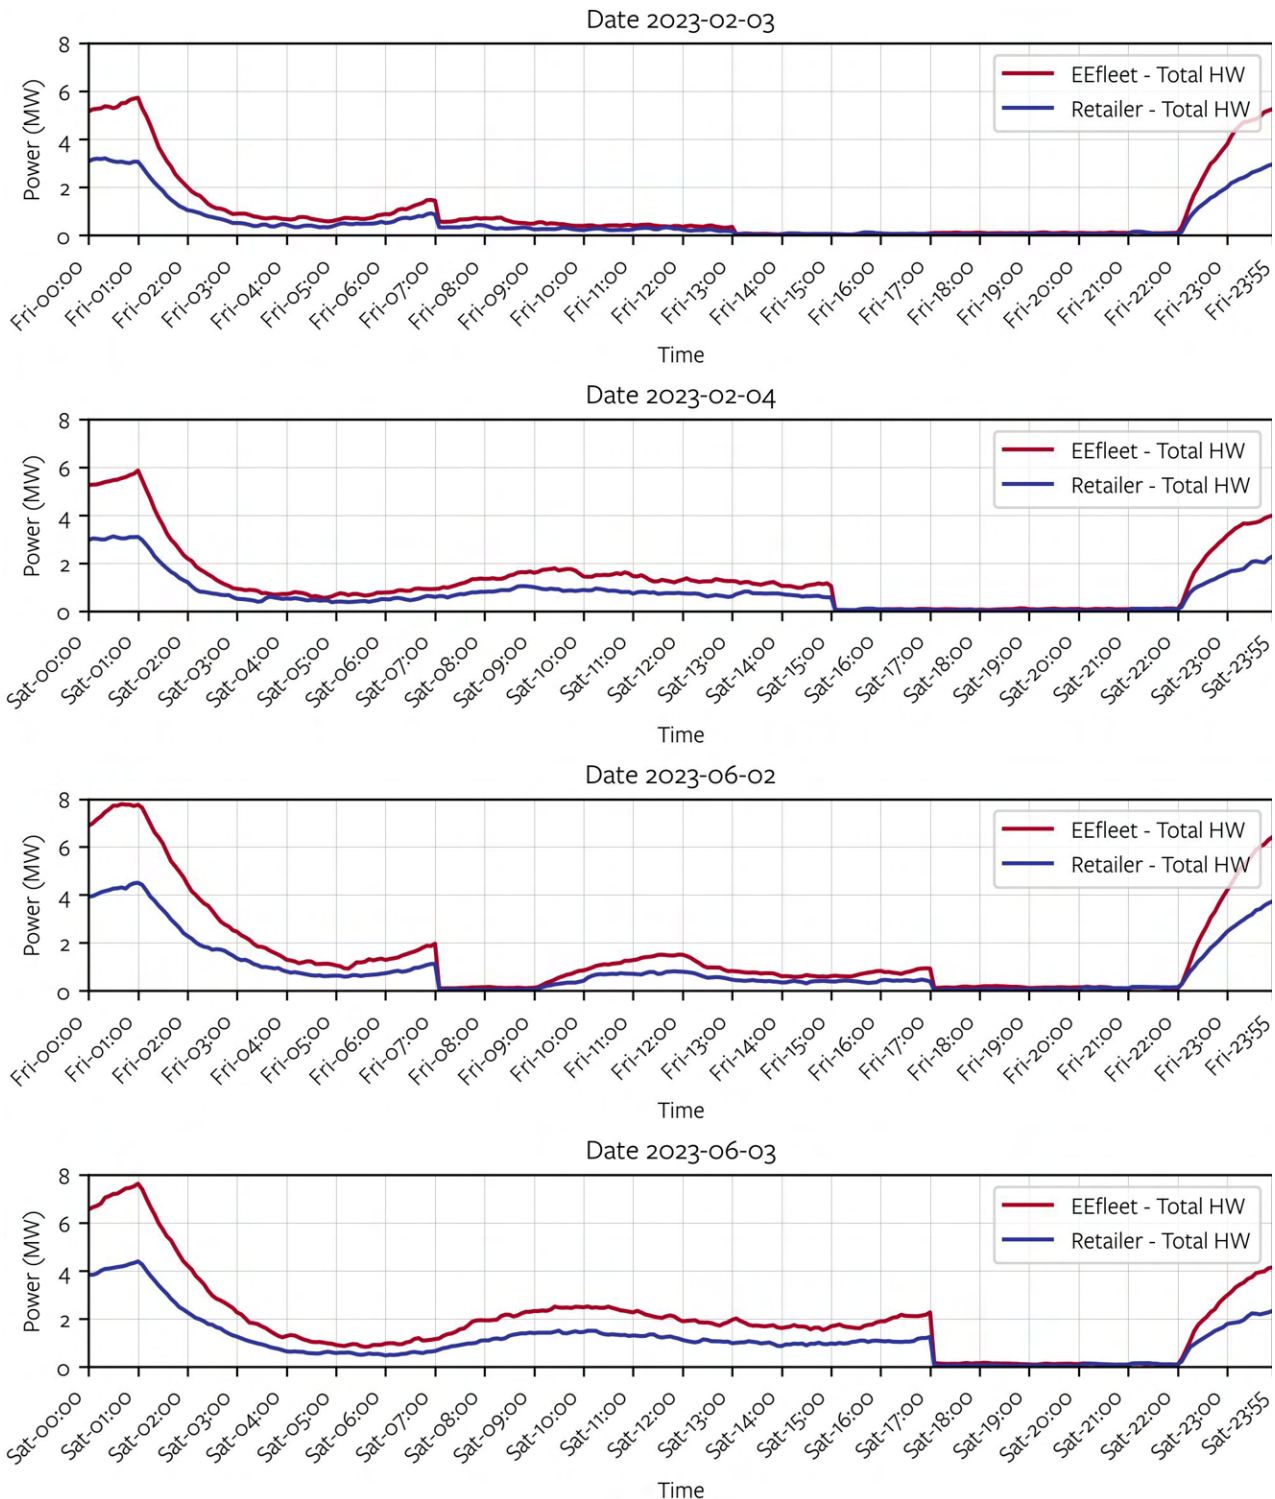 Date 2023-02-03
8
6
4
2
0
Power (MW)
EEfleet - Total HW
Retailer - Total HW
Fri-00:00
Fri-01:00
Fri-02:00
Fri-03:00
Fri-04:00
Fri-05:00
Fri-06:00
Fri-07:00
Fri-08:00
Fri-09:00
Fri-10:00
Fri-11:00
Fri-12:00
Fri-13:00
Fri-14:00
Fri-15:00
Fri-16:00
Fri-17:00
Fri-18:00
Fri-19:00
Fri-20:00
Fri-21:00
Fri-22:00
Fri-23:00
Fri-23:55
Time
Date 2023-02-04
8
6
4
2
0
Power (MW)
EEfleet - Total HW
Retailer - Total HW
Sat-00:00
Sat-01:00
Sat-02:00
Sat-03:00
Sat-04:00
Sat-05:00
Sat-06:00
Sat-07:00
Sat-08:00
Sat-09:00
Sat-10:00
Sat-11:00
Sat-12:00
Sat-13:00
Sat-14:00
Sat-15:00
Sat-16:00
Sat-17:00
Sat-18:00
Sat-19:00
Sat-20:00
Sat-21:00
Sat-22:00
Sat-23:00
Sat-23:55
Time
Date 2023-06-02
8
6
4
2
0
Power (MW)
EEfleet - Total HW
Retailer - Total HW
Fri-00:00
Fri-01:00
Fri-02:00
Fri-03:00
Fri-04:00
Fri-05:00
Fri-06:00
Fri-07:00
Fri-08:00
Fri-09:00
Fri-10:00
Fri-11:00
Fri-12:00
Fri-13:00
Fri-14:00
Fri-15:00
Fri-16:00
Fri-17:00
Fri-18:00
Fri-19:00
Fri-20:00
Fri-21:00
Fri-22:00
Fri-23:00
Fri-23:55
Time
Date 2023-06-03
8
6
4
2
0
Power (MW)
EEfleet - Total HW
Retailer - Total HW
Sat-00:00
Sat-01:00
Sat-02:00
Sat-03:00
Sat-04:00
Sat-05:00
Sat-06:00
Sat-07:00
Sat-08:00
Sat-09:00
Sat-10:00
Sat-11:00
Sat-12:00
Sat-13:00
Sat-14:00
Sat-15:00
Sat-16:00
Sat-17:00
Sat-18:00
Sat-19:00
Sat-20:00
Sat-21:00
Sat-22:00
Sat-23:00
Sat-23:55
Time